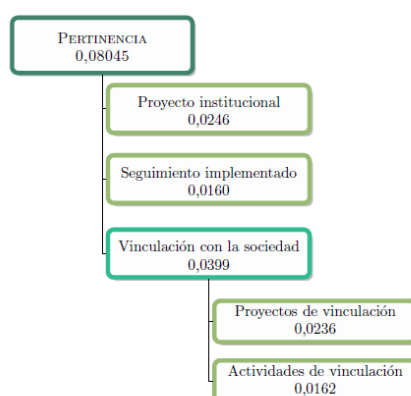 PERTINENCIA
0,08045
Proyecto institucional
0,0246
Seguimiento implementado
0,0160
Vinculación con la sociedad
0,0399
Proyectos de vinculación
0,0236
Actividades de vinculación
0,0162